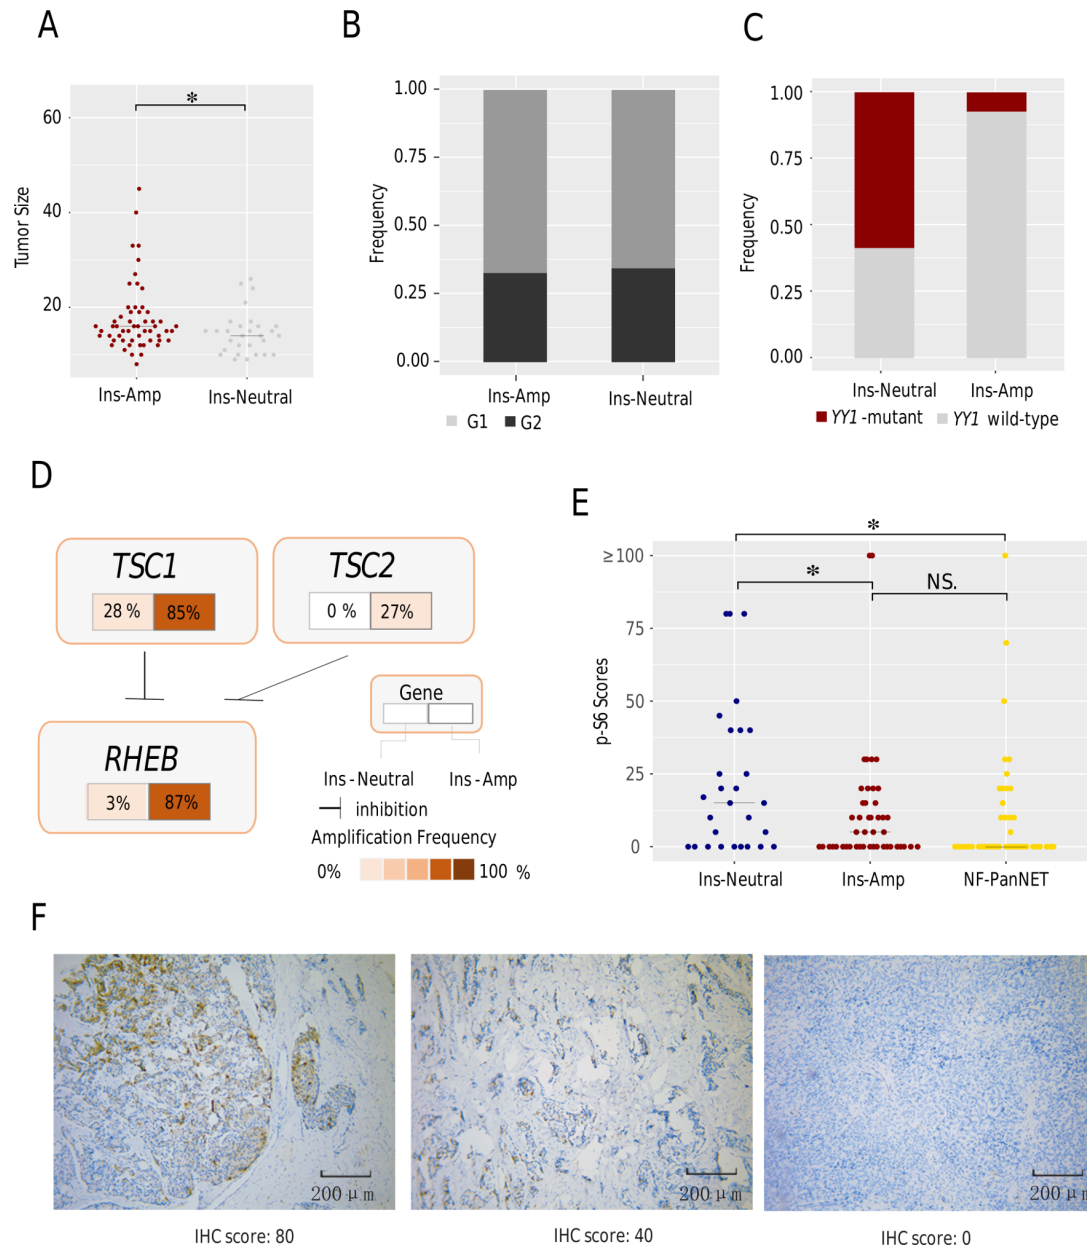 A
Tumor Size
60
40
20
*
Ins-Amp
Ins-Neutral
B
Frequency
1.00
0.75
0.50
0.25
0.00
Ins-Amp
Ins-Neutral
G1
G2
C
Frequency
1.00
0.75
0.50
0.25
0.00
Ins-Neutral
Ins-Amp
YY1 -mutant
YY1 wild-type
D
TSC1
28 %
85%
TSC2
0 %
27%
RHEB
3%
87%
Gene
Ins - Neutral
Ins - Amp
inhibition
Amplification Frequency
0%
100 %
E
p-S6 Scores
≥100
75
50
25
0
*
*
NS.
Ins-Neutral
Ins-Amp
NF-PanNET
F
200 μm
200 μm
200 μm
IHC score: 80
IHC score: 40
IHC score: 0